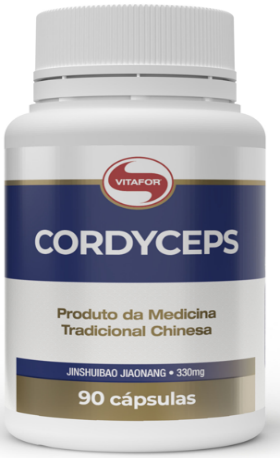 VITAFOR
CORDYCEPS
Produto da Medicina
Tradicional Chinesa
JINSHUIBAO JIAONANG • 330mg
90 cápsulas